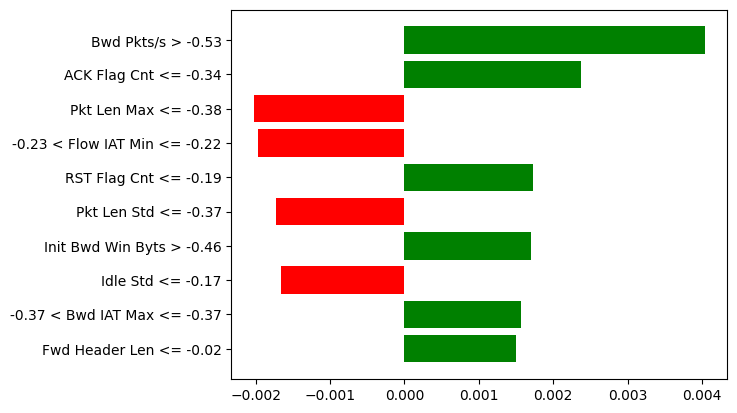 Bwd Pkts/s > -0.53
ACK Flag Cnt <= -0.34
Pkt Len Max <= -0.38
-0.23 < Flow IAT Min <= -0.22
RST Flag Cnt <= -0.19
Pkt Len Std <= -0.37
Init Bwd Win Byts > -0.46
Idle Std <= -0.17
-0.37 < Bwd IAT Max <= -0.37
Fwd Header Len <= -0.02
−0.002 −0.001 0.000 0.001 0.002 0.003 0.004